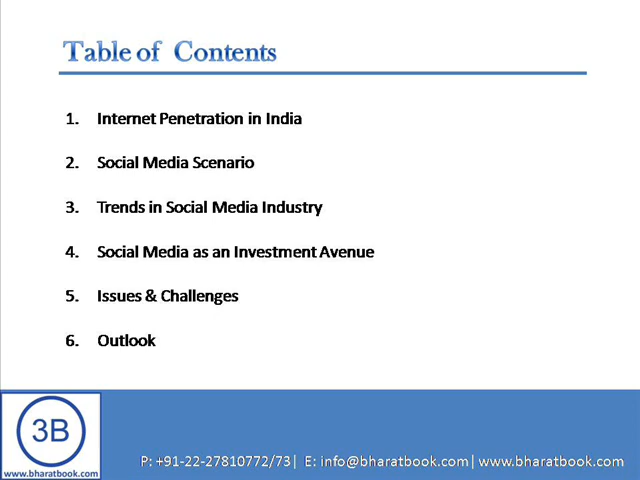 Table of Contents
1. Internet Penetration in India
2. Social Media Scenario
3. Trends in Social Media Industry
4. Social Media as an Investment Avenue
5. Issues & Challenges
6. Outlook
3B
www.bharatbook.com
P: +91-22-27810772/73| E: info@bharatbook.com| www.bharatbook.com